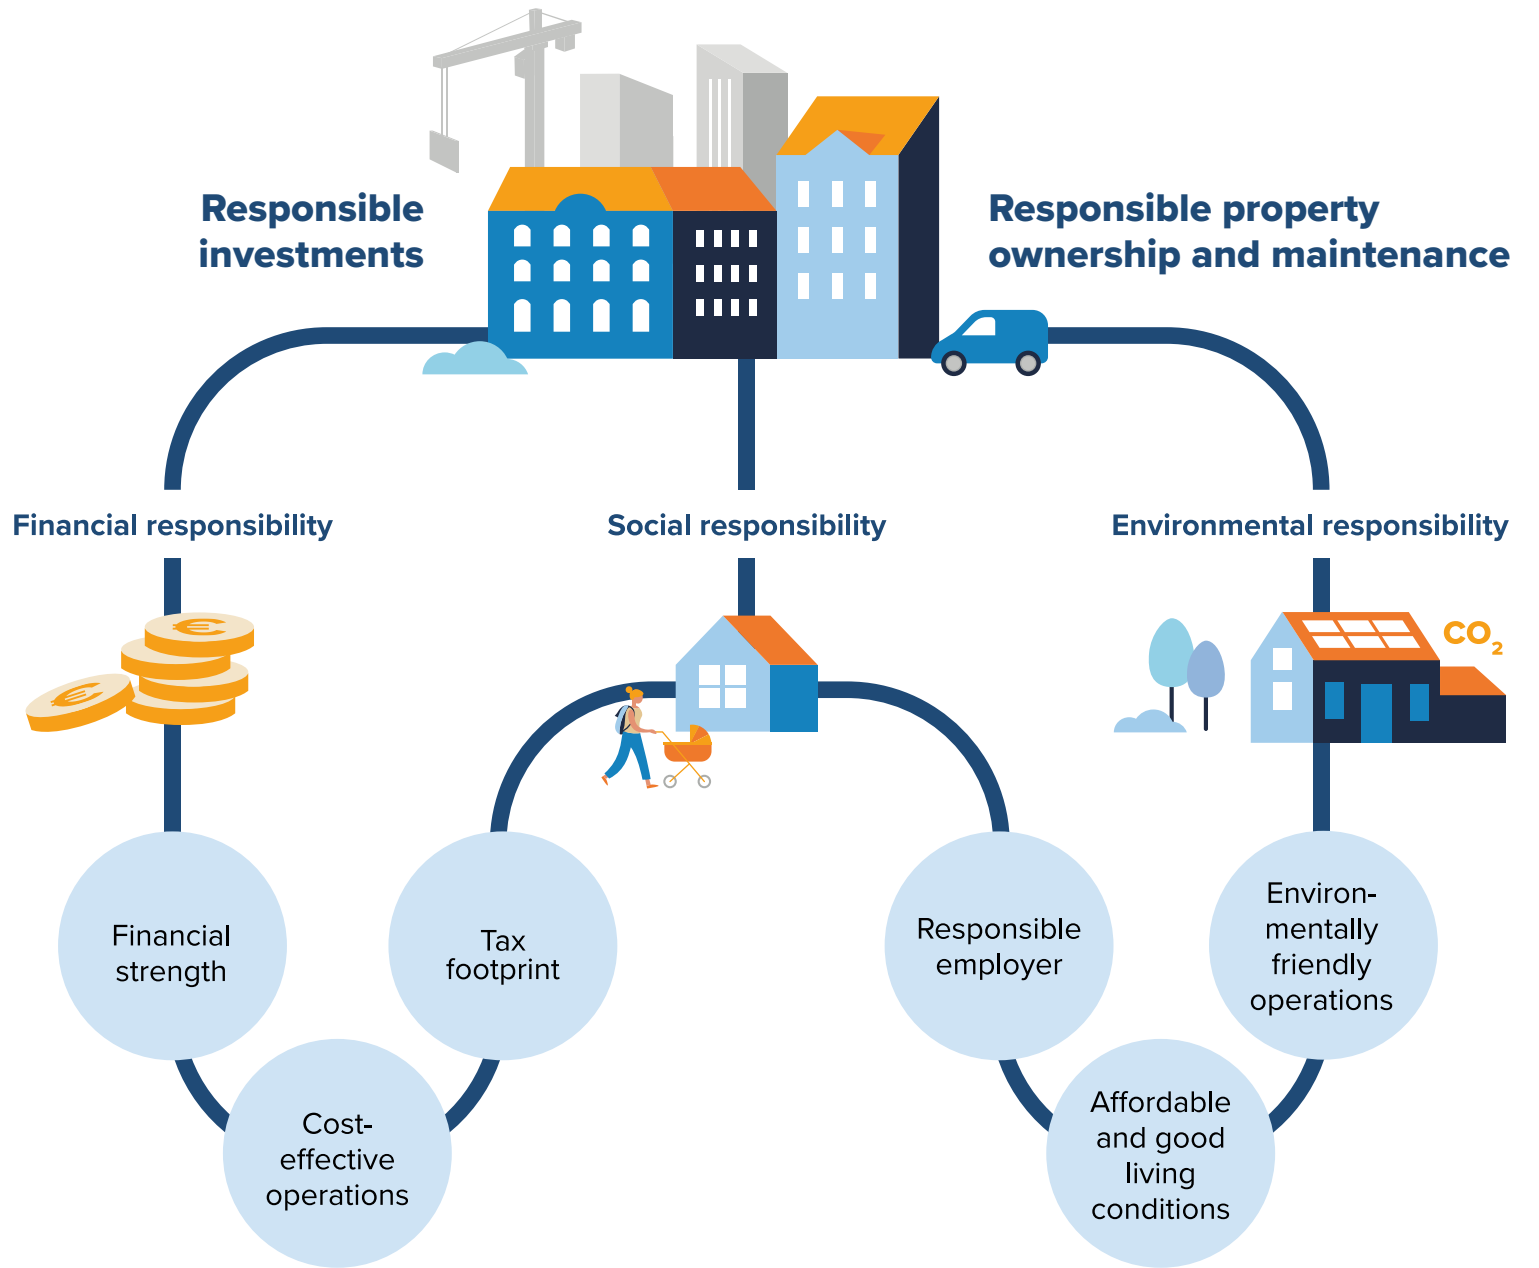 Responsible
investments
Responsible property
ownership and maintenance
Financial responsibility
Social responsibility
Environmental responsibility
€
€
CO₂
Financial
strength
Tax
footprint
Responsible
employer
Environ-
mentally
friendly
operations
Cost-
effective
operations
Affordable
and good
living
conditions